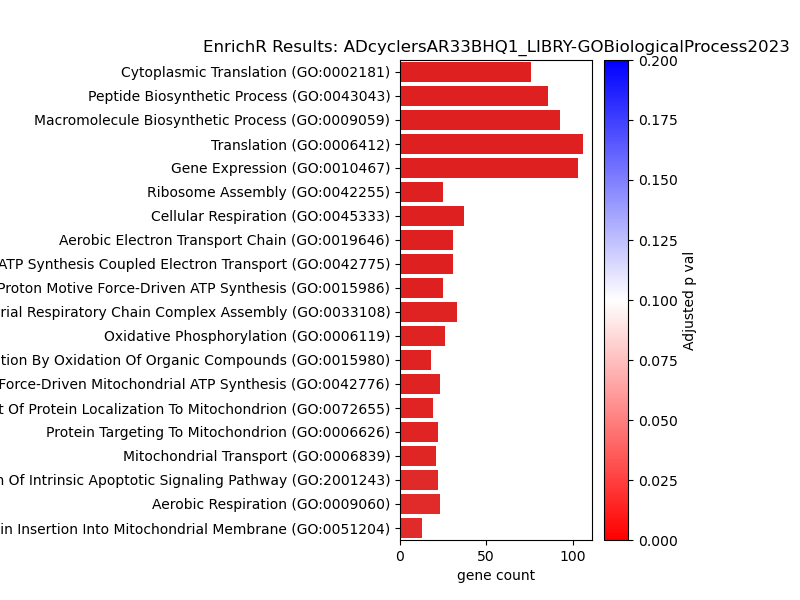 EnrichR Results: ADcyclersAR33BHQ1_LIBRY-GOBiologicalProcess2023
Cytoplasmic Translation (GO:0002181)
Peptide Biosynthetic Process (GO:0043043)
Macromolecule Biosynthetic Process (GO:0009059)
Translation (GO:0006412)
Gene Expression (GO:0010467)
Ribosome Assembly (GO:0042255)
Cellular Respiration (GO:0045333)
Aerobic Electron Transport Chain (GO:0019646)
ATP Synthesis Coupled Electron Transport (GO:0042775)
Proton Motive Force-Driven ATP Synthesis (GO:0015986)
rial Respiratory Chain Complex Assembly (GO:0033108)
Oxidative Phosphorylation (GO:0006119)
tion By Oxidation Of Organic Compounds (GO:0015980)
Force-Driven Mitochondrial ATP Synthesis (GO:0042776)
t Of Protein Localization To Mitochondrion (GO:0072655)
Protein Targeting To Mitochondrion (GO:0006626)
Mitochondrial Transport (GO:0006839)
n Of Intrinsic Apoptotic Signaling Pathway (GO:2001243)
Aerobic Respiration (GO:0009060)
in Insertion Into Mitochondrial Membrane (GO:0051204)
0 50 100
gene count
0.200
0.175
0.150
0.125
0.100
0.075
0.050
0.025
0.000
Adjusted p val